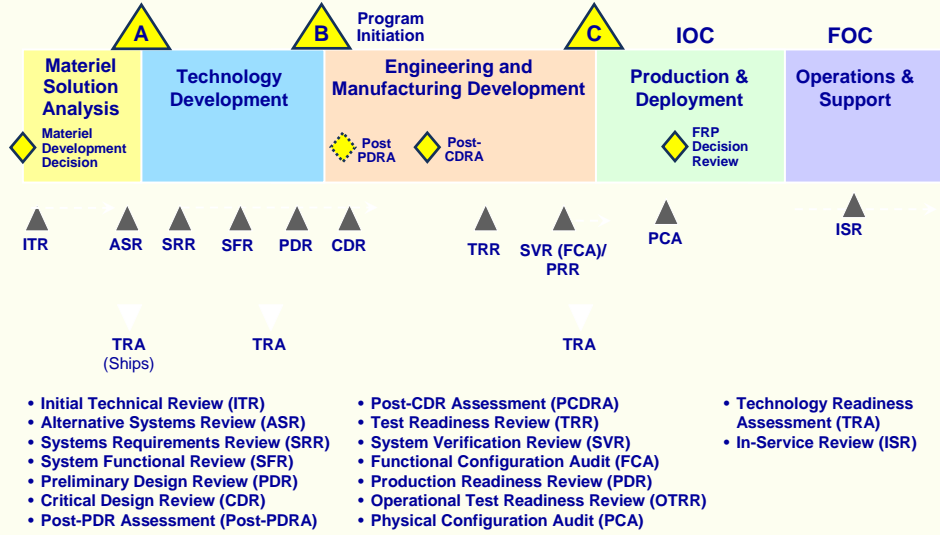 A
B
Program
Initiation
C
IOC
FOC
Materiel
Solution
Analysis
Technology
Development
Engineering and
Manufacturing Development
Production &
Deployment
Operations &
Support
Materiel
Development
Decision
Post
PDRA
Post-
CDRA
FRP
Decision
Review
ITR
ASR
SRR
SFR
PDR
CDR
TRR
SVR (FCA)/
PRR
PCA
ISR
TRA
(Ships)
TRA
TRA
• Initial Technical Review (ITR)
• Alternative Systems Review (ASR)
• Systems Requirements Review (SRR)
• System Functional Review (SFR)
• Preliminary Design Review (PDR)
• Critical Design Review (CDR)
• Post-PDR Assessment (Post-PDRA)
• Post-CDR Assessment (PCDRA)
• Test Readiness Review (TRR)
• System Verification Review (SVR)
• Functional Configuration Audit (FCA)
• Production Readiness Review (PDR)
• Operational Test Readiness Review (OTRR)
• Physical Configuration Audit (PCA)
• Technology Readiness
Assessment (TRA)
• In-Service Review (ISR)